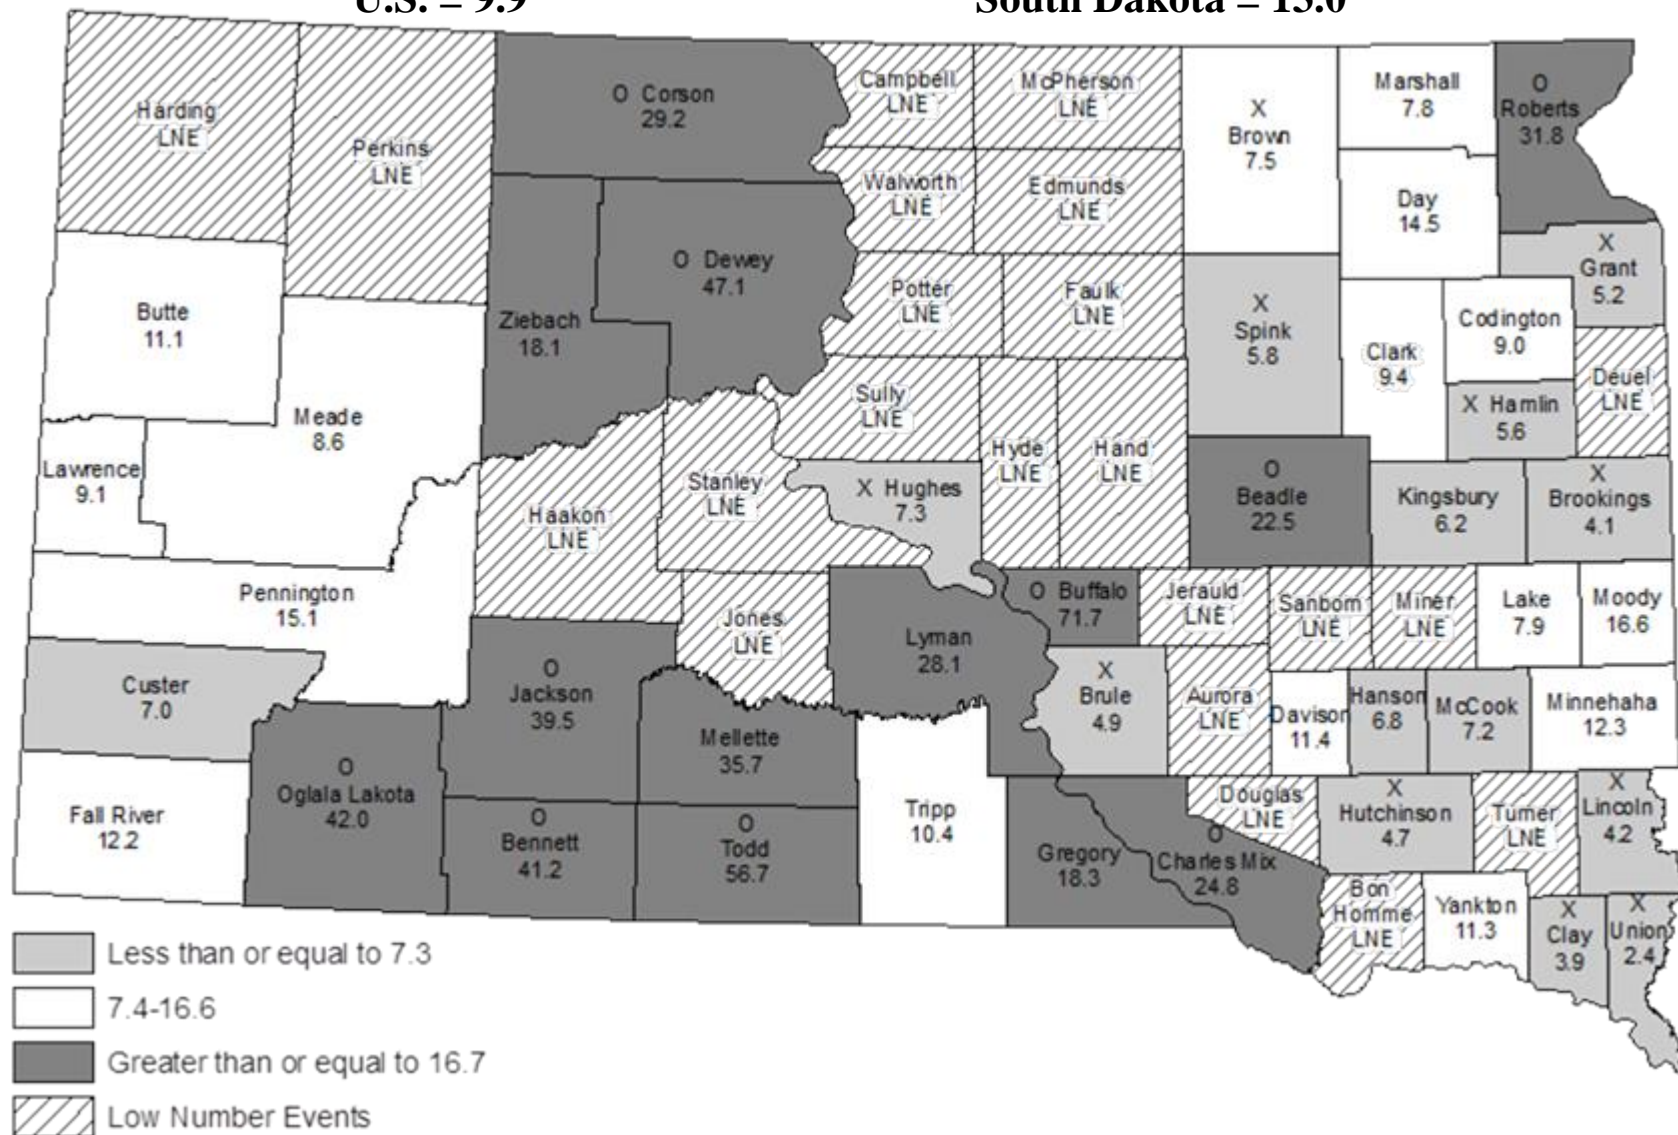 U.S. = 9.9
South Dakota = 15.0
Harding
LNE
Perkins
LNE
O Corson
29.2
Campbell
LNE
McPherson
LNE
X
Brown
7.5
Marshall
7.8
O
Roberts
31.8
Walworth
LNE
Edmunds
LNE
Day
14.5
Butte
11.1
Ziebach
18.1
O Dewey
47.1
Potter
LNE
Faulk
LNE
X
Spink
5.8
Clark
9.4
Codington
9.0
X
Grant
5.2
Meade
8.6
Sully
LNE
X Hamlin
5.6
Deuel
LNE
Lawrence
9.1
Haakon
LNE
Stanley
LNE
X Hughes
7.3
Hyde
LNE
Hand
LNE
O
Beadle
22.5
Kingsbury
6.2
X
Brookings
4.1
Pennington
15.1
Jones
LNE
Lyman
28.1
O Buffalo
71.7
Jerauld
LNE
Sanborn
LNE
Miner
LNE
Lake
7.9
Moody
16.6
Custer
7.0
O
Jackson
39.5
Mellette
35.7
X
Brule
4.9
Aurora
LNE
Davison
11.4
Hanson
6.8
McCook
7.2
Minnehaha
12.3
Fall River
12.2
O
Oglala Lakota
42.0
O
Bennett
41.2
O
Todd
56.7
Tripp
10.4
Gregory
18.3
O
Charles Mix
24.8
Douglas
LNE
X
Hutchinson
4.7
Turner
LNE
X
Lincoln
4.2
Bon
Homme
LNE
Yankton
11.3
X
Clay
3.9
X
Union
2.4
Less than or equal to 7.3
7.4-16.6
Greater than or equal to 16.7
Low Number Events